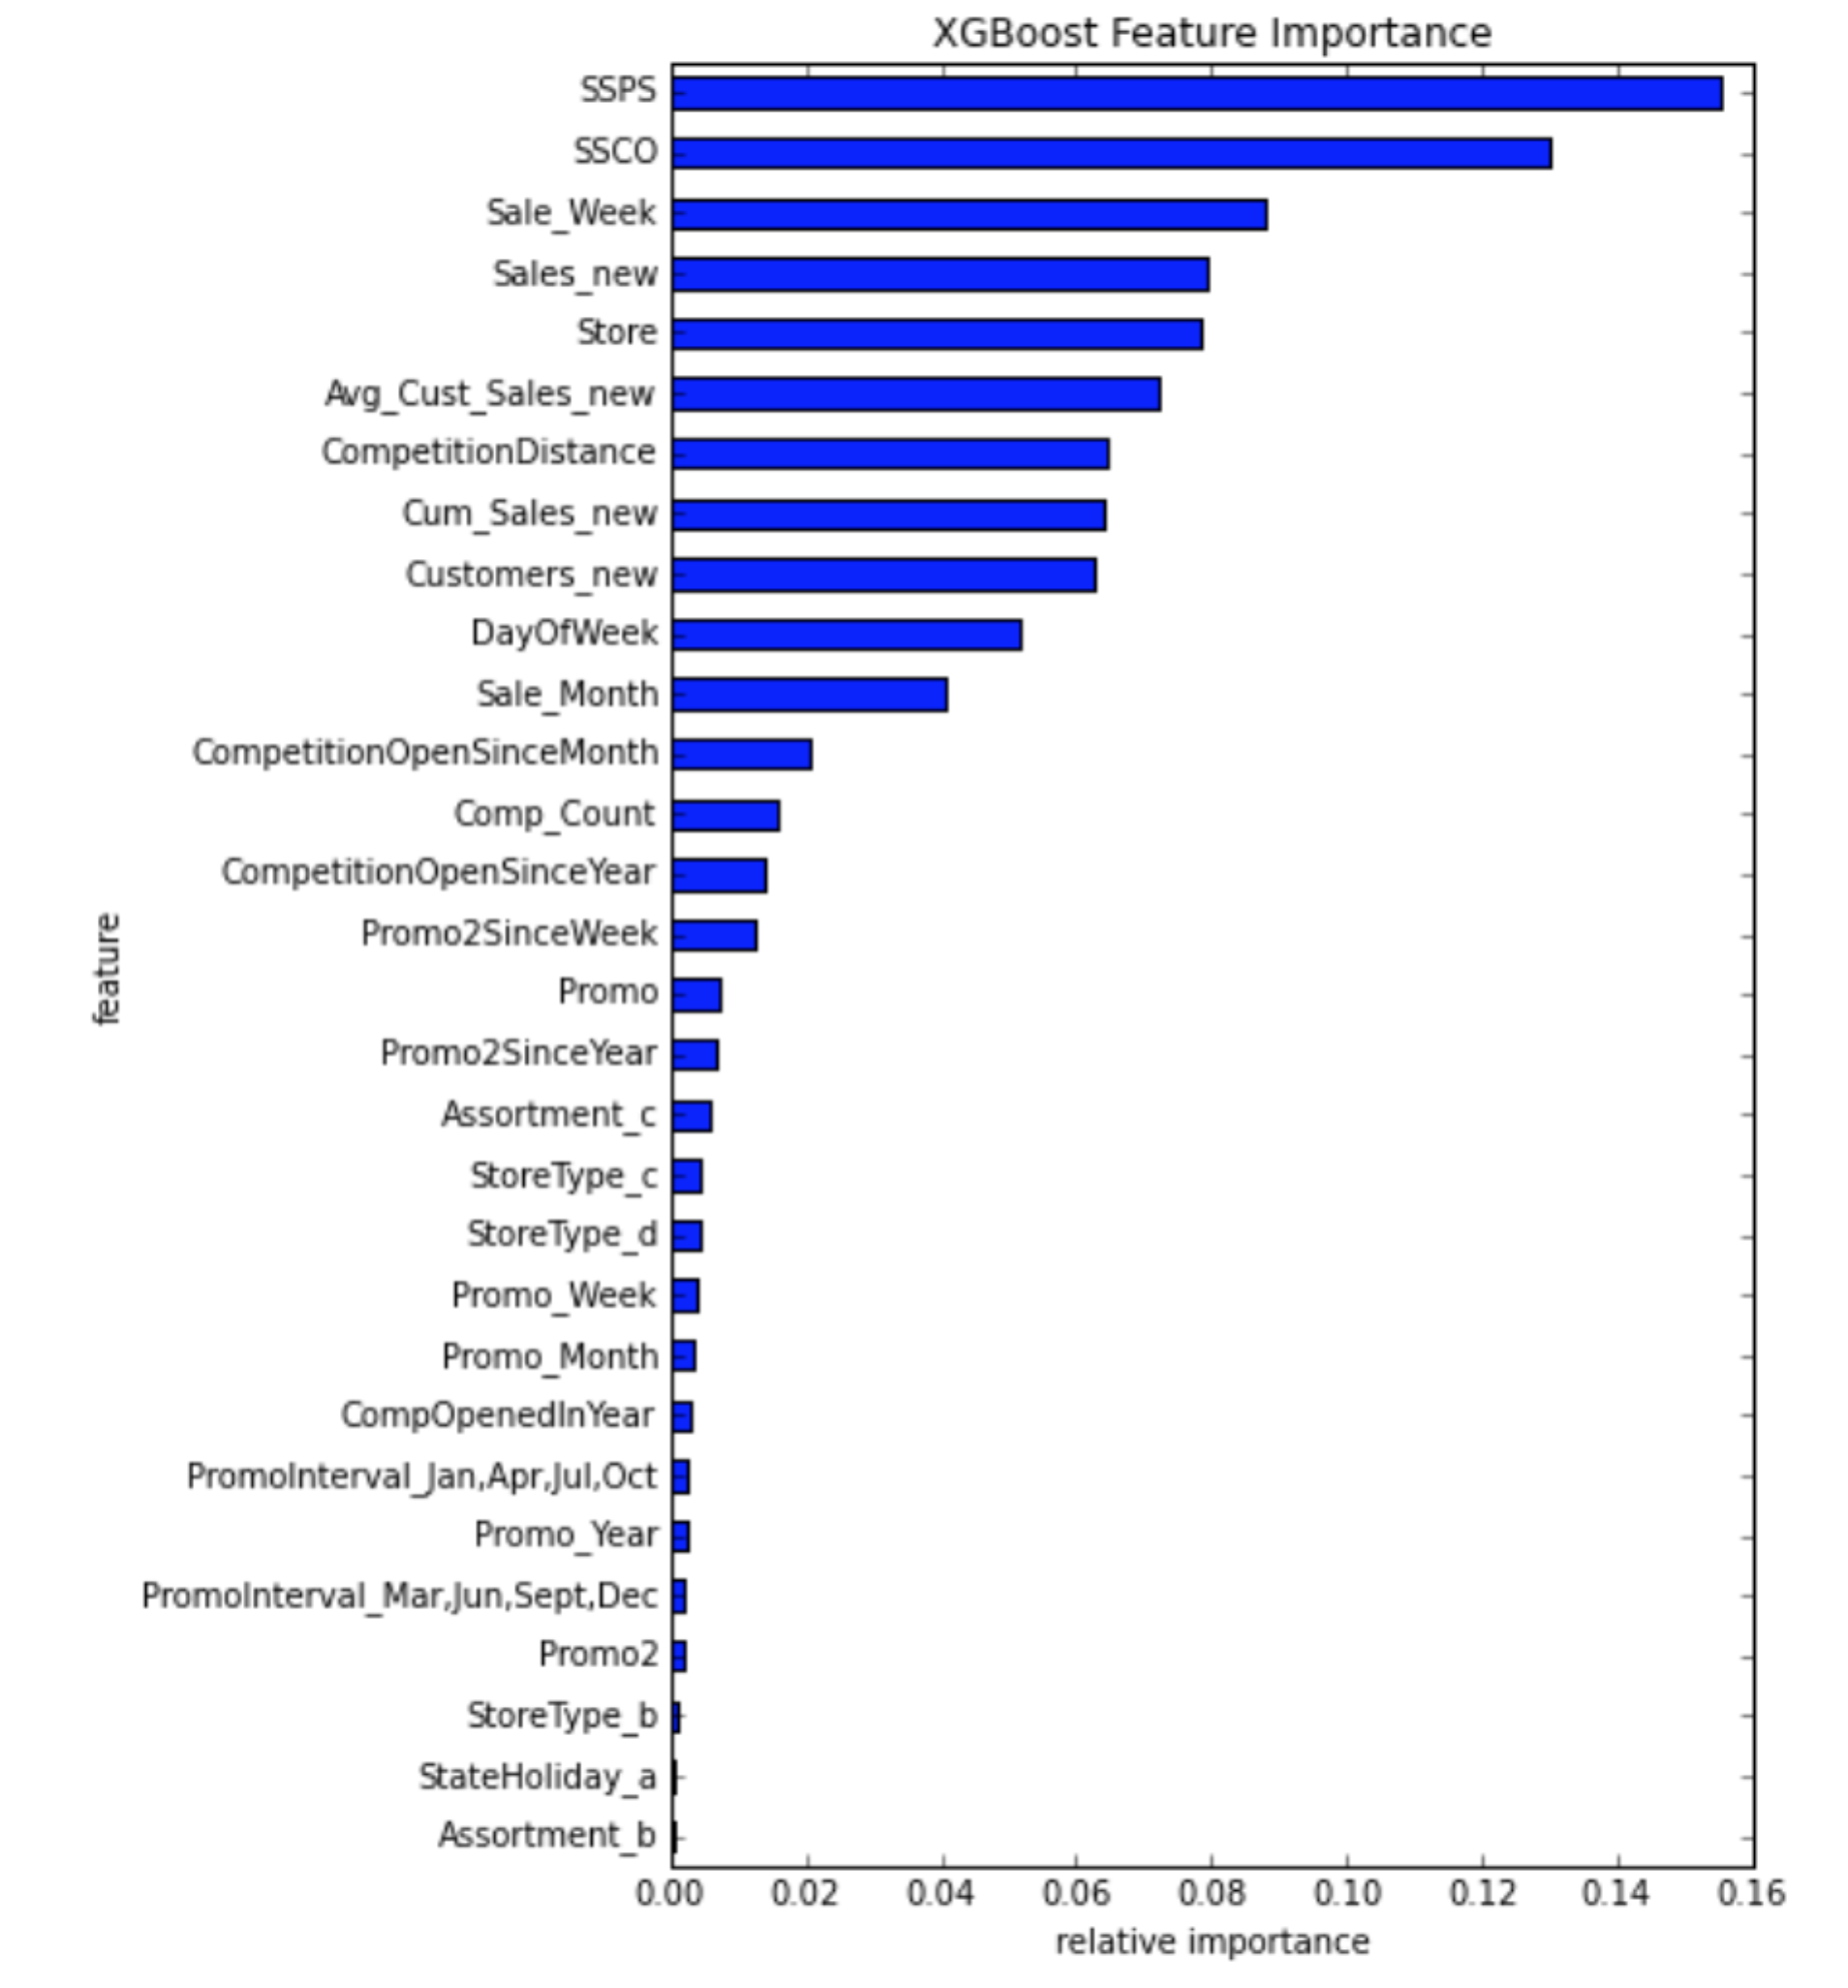 XGBoost Feature Importance
SSPS
SSCO
Sale_Week
Sales_new
Store
Avg_Cust_Sales_new
CompetitionDistance
Cum_Sales_new
Customers_new
DayOfWeek
Sale_Month
CompetitionOpenSinceMonth
Comp_Count
CompetitionOpenSinceYear
Promo2SinceWeek
Promo
Promo2SinceYear
Assortment_c
StoreType_c
StoreType_d
Promo_Week
Promo_Month
CompOpenedInYear
PromoInterval_Jan,Apr,Jul,Oct
Promo_Year
PromoInterval_Mar,Jun,Sept,Dec
Promo2
StoreType_b
StateHoliday_a
Assortment_b
feature
0.00 0.02 0.04 0.06 0.08 0.10 0.12 0.14 0.16
relative importance